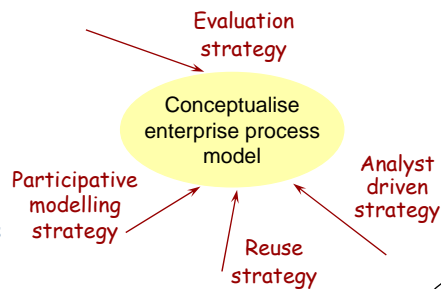 Evaluation
strategy
Conceptualise
enterprise process
model
Participative
modelling
strategy
Analyst
driven
strategy
Reuse
strategy